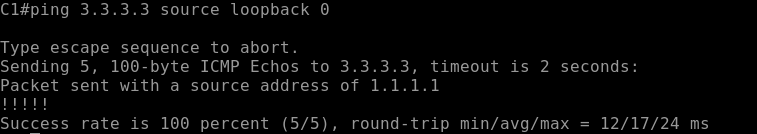 C1#ping 3.3.3.3 source loopback 0
Type escape sequence to abort.
Sending 5, 100-byte ICMP Echos to 3.3.3.3, timeout is 2 seconds:
Packet sent with a source address of 1.1.1.1
!!!!!
Success rate is 100 percent (5/5), round-trip min/avg/max = 12/17/24 ms